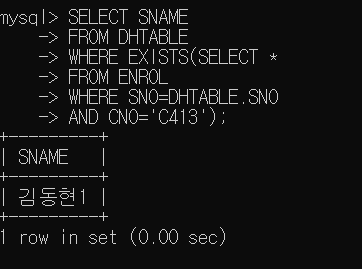 mysql> SELECT SNAME
    -> FROM DHTABLE
    -> WHERE EXISTS(SELECT *
    -> FROM ENROL
    -> WHERE SNO=DHTABLE.SNO
    -> AND CNO='C413');
+---------+
| SNAME   |
+---------+
| 김동현1 |
+---------+
1 row in set (0.00 sec)